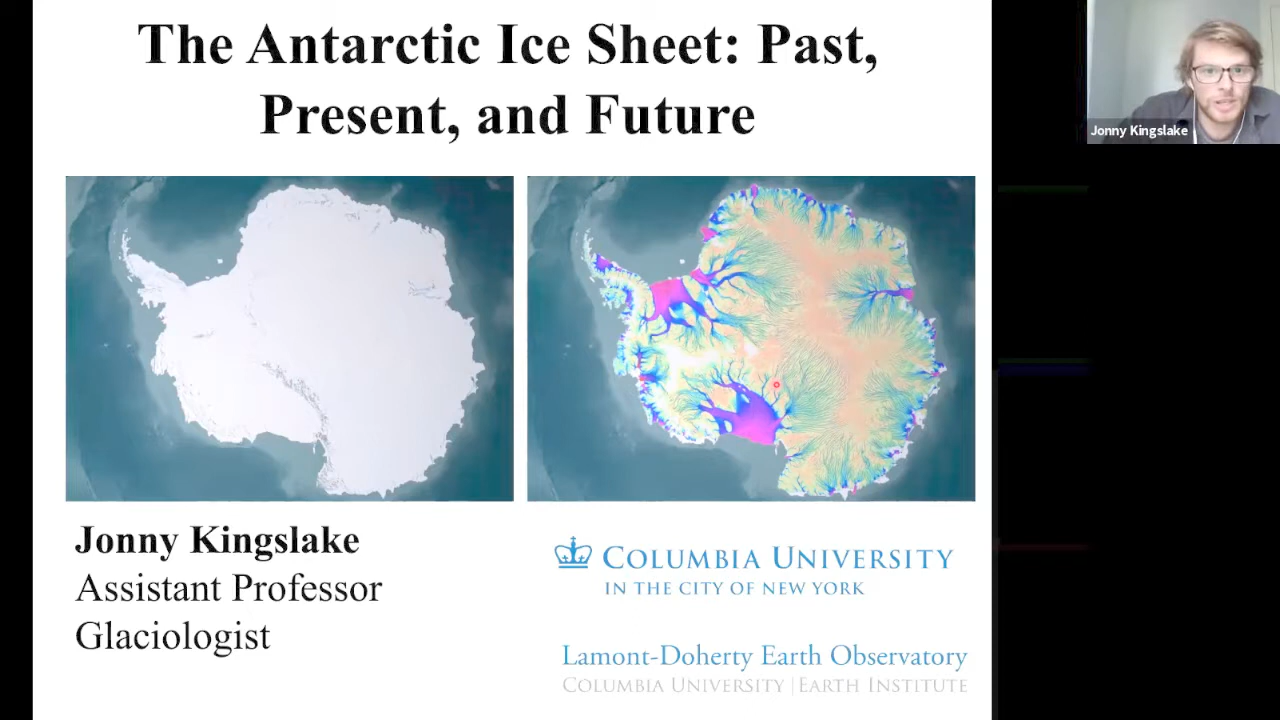 The Antarctic Ice Sheet: Past,
Present, and Future
Jonny Kingslake
Jonny Kingslake
Assistant Professor
Glaciologist
COLUMBIA UNIVERSITY
IN THE CITY OF NEW YORK
Lamont-Doherty Earth Observatory
COLUMBIA UNIVERSITY | EARTH INSTITUTE